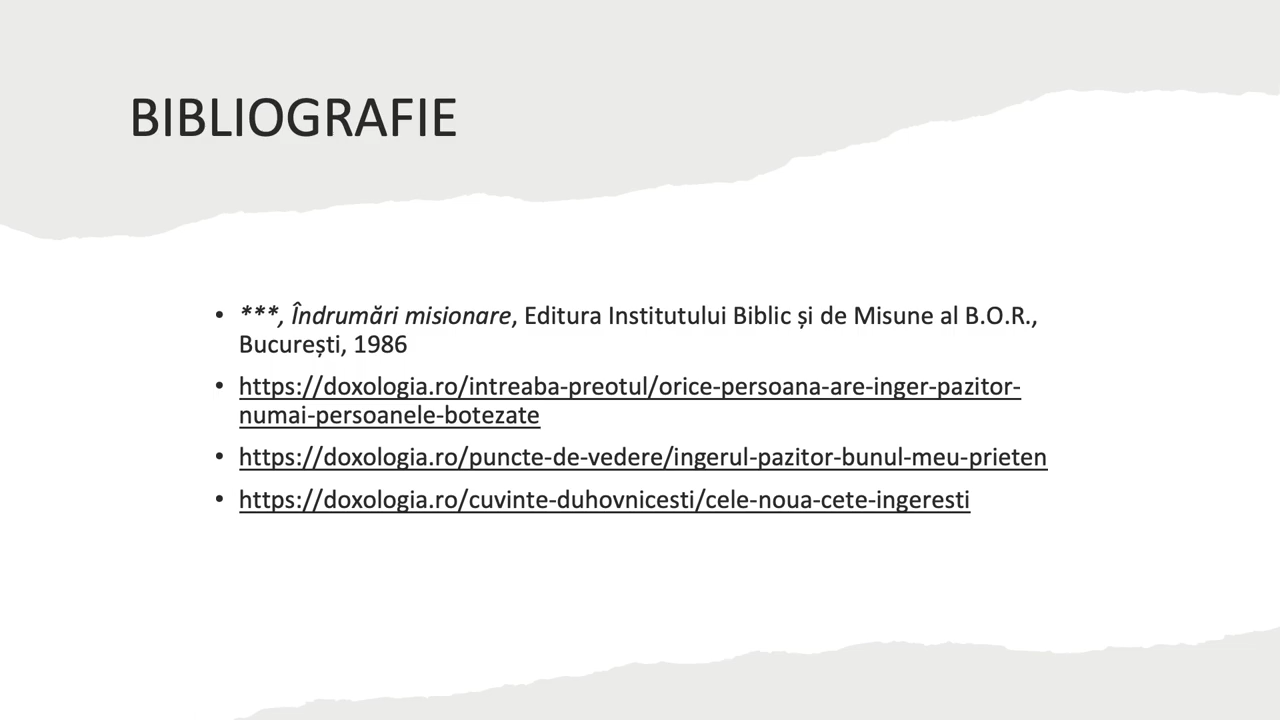 BIBLIOGRAFIE
• ***, Îndrumări misionare, Editura Institutului Biblic și de Misune al B.O.R.,
București, 1986
• https://doxologia.ro/intreaba-preotul/orice-persoana-are-inger-pazitor-
numai-persoanele-botezate
• https://doxologia.ro/puncte-de-vedere/ingerul-pazitor-bunul-meu-prieten
• https://doxologia.ro/cuvinte-duhovnicesti/cele-noua-cete-ingeresti